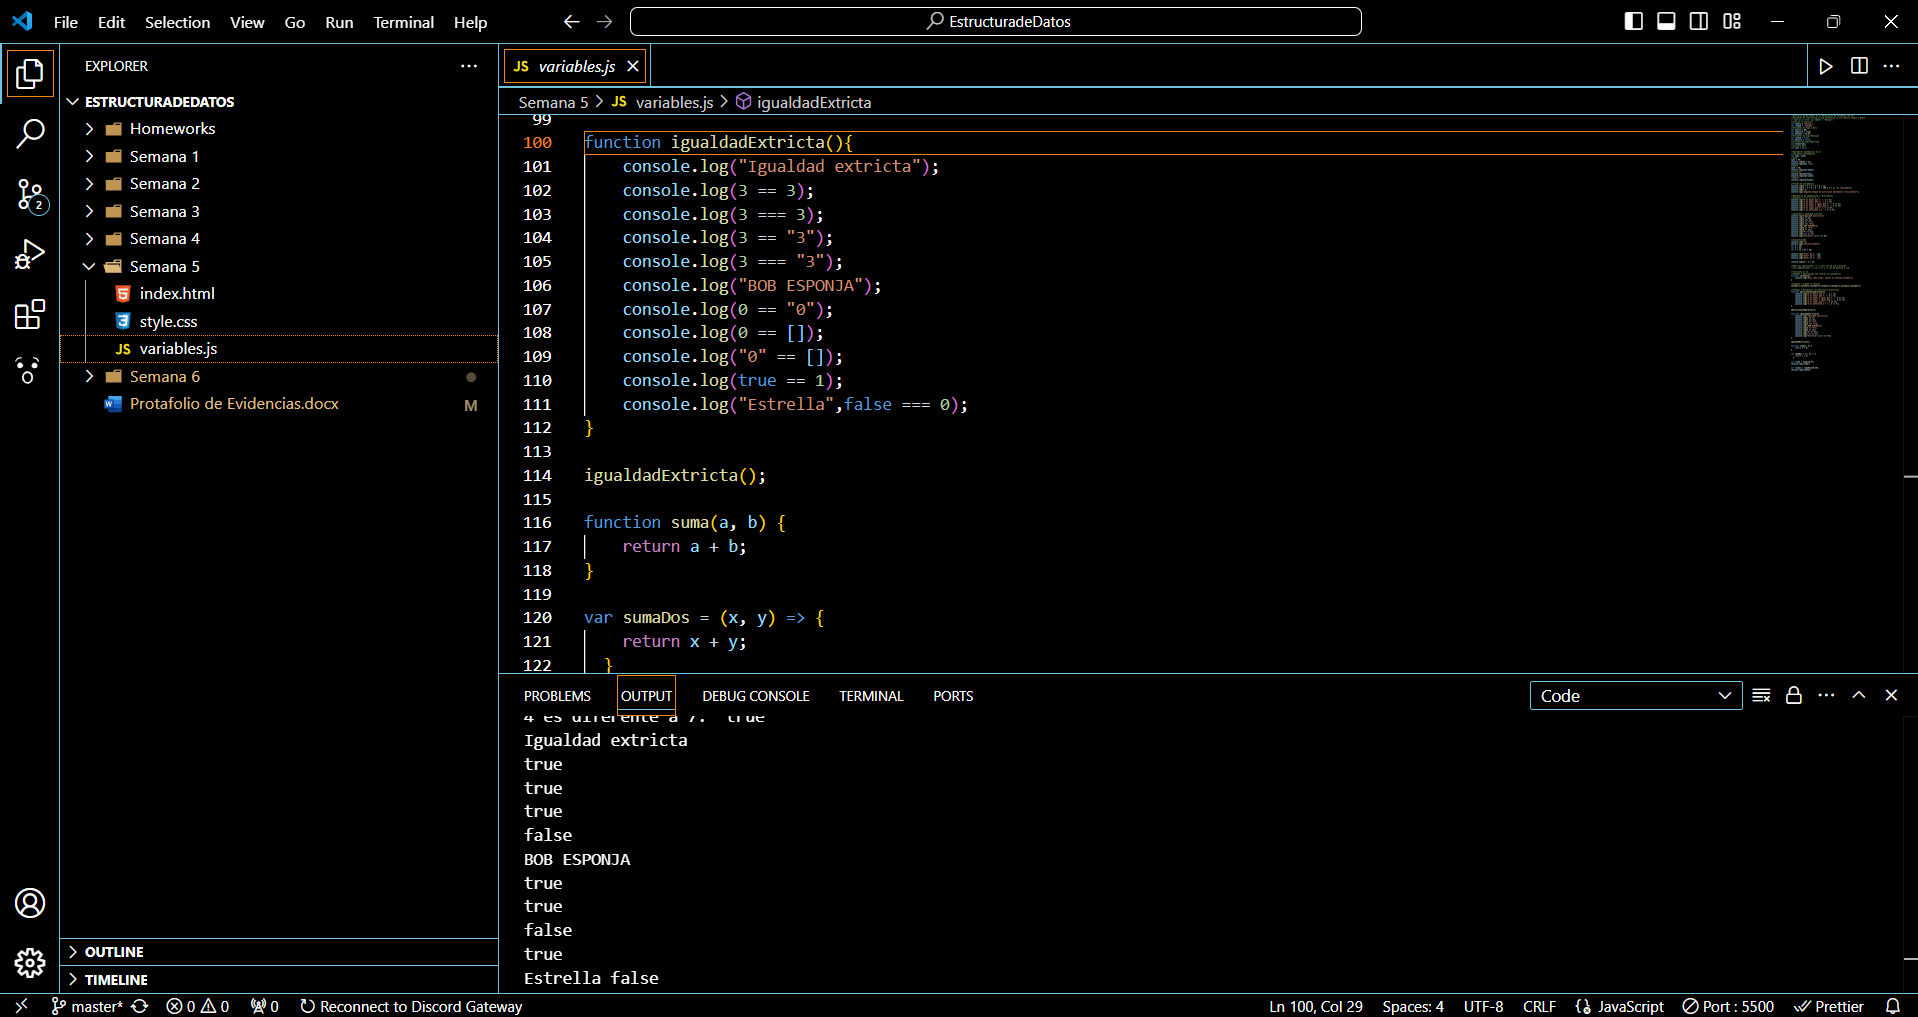 File Edit Selection View Go Run Terminal Help
EstructuradeDatos
EXPLORER
ESTRUCTURADEDATOS
Homeworks
Semana 1
Semana 2
Semana 3
Semana 4
Semana 5
index.html
style.css
JS variables.js
Semana 6
Protafolio de Evidencias.docx M
OUTLINE
TIMELINE
2
JS variables.js
Semana 5 > JS variables.js > igualdadExtricta
99
100 function igualdadExtricta(){
101 console.log("Igualdad extricta");
102 console.log(3 == 3);
103 console.log(3 === 3);
104 console.log(3 == "3");
105 console.log(3 === "3");
106 console.log("BOB ESPONJA");
107 console.log(0 == "0");
108 console.log(0 == []);
109 console.log("0" == []);
110 console.log(true == 1);
111 console.log("Estrella",false === 0);
112 }
113
114 igualdadExtricta();
115
116 function suma(a, b) {
117 return a + b;
118 }
119
120 var sumaDos = (x, y) => {
121 return x + y;
122 }
PROBLEMS OUTPUT DEBUG CONSOLE TERMINAL PORTS
Code
4 es diferente a 7. true
Igualdad extricta
true
true
true
false
BOB ESPONJA
true
true
false
true
Estrella false
master* 0 0 0 Reconnect to Discord Gateway
Ln 100, Col 29 Spaces: 4 UTF-8 CRLF JavaScript Port : 5500 Prettier